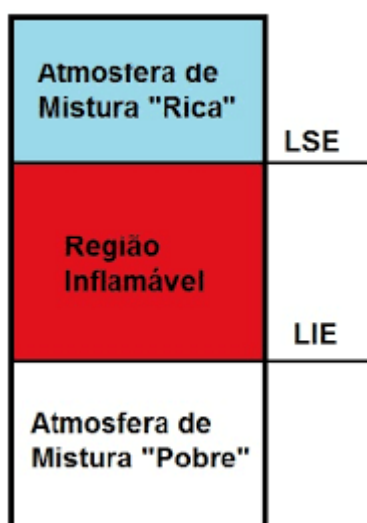 Atmosfera de
Mistura "Rica"
LSE
Região
Inflamável
LIE
Atmosfera de
Mistura "Pobre"